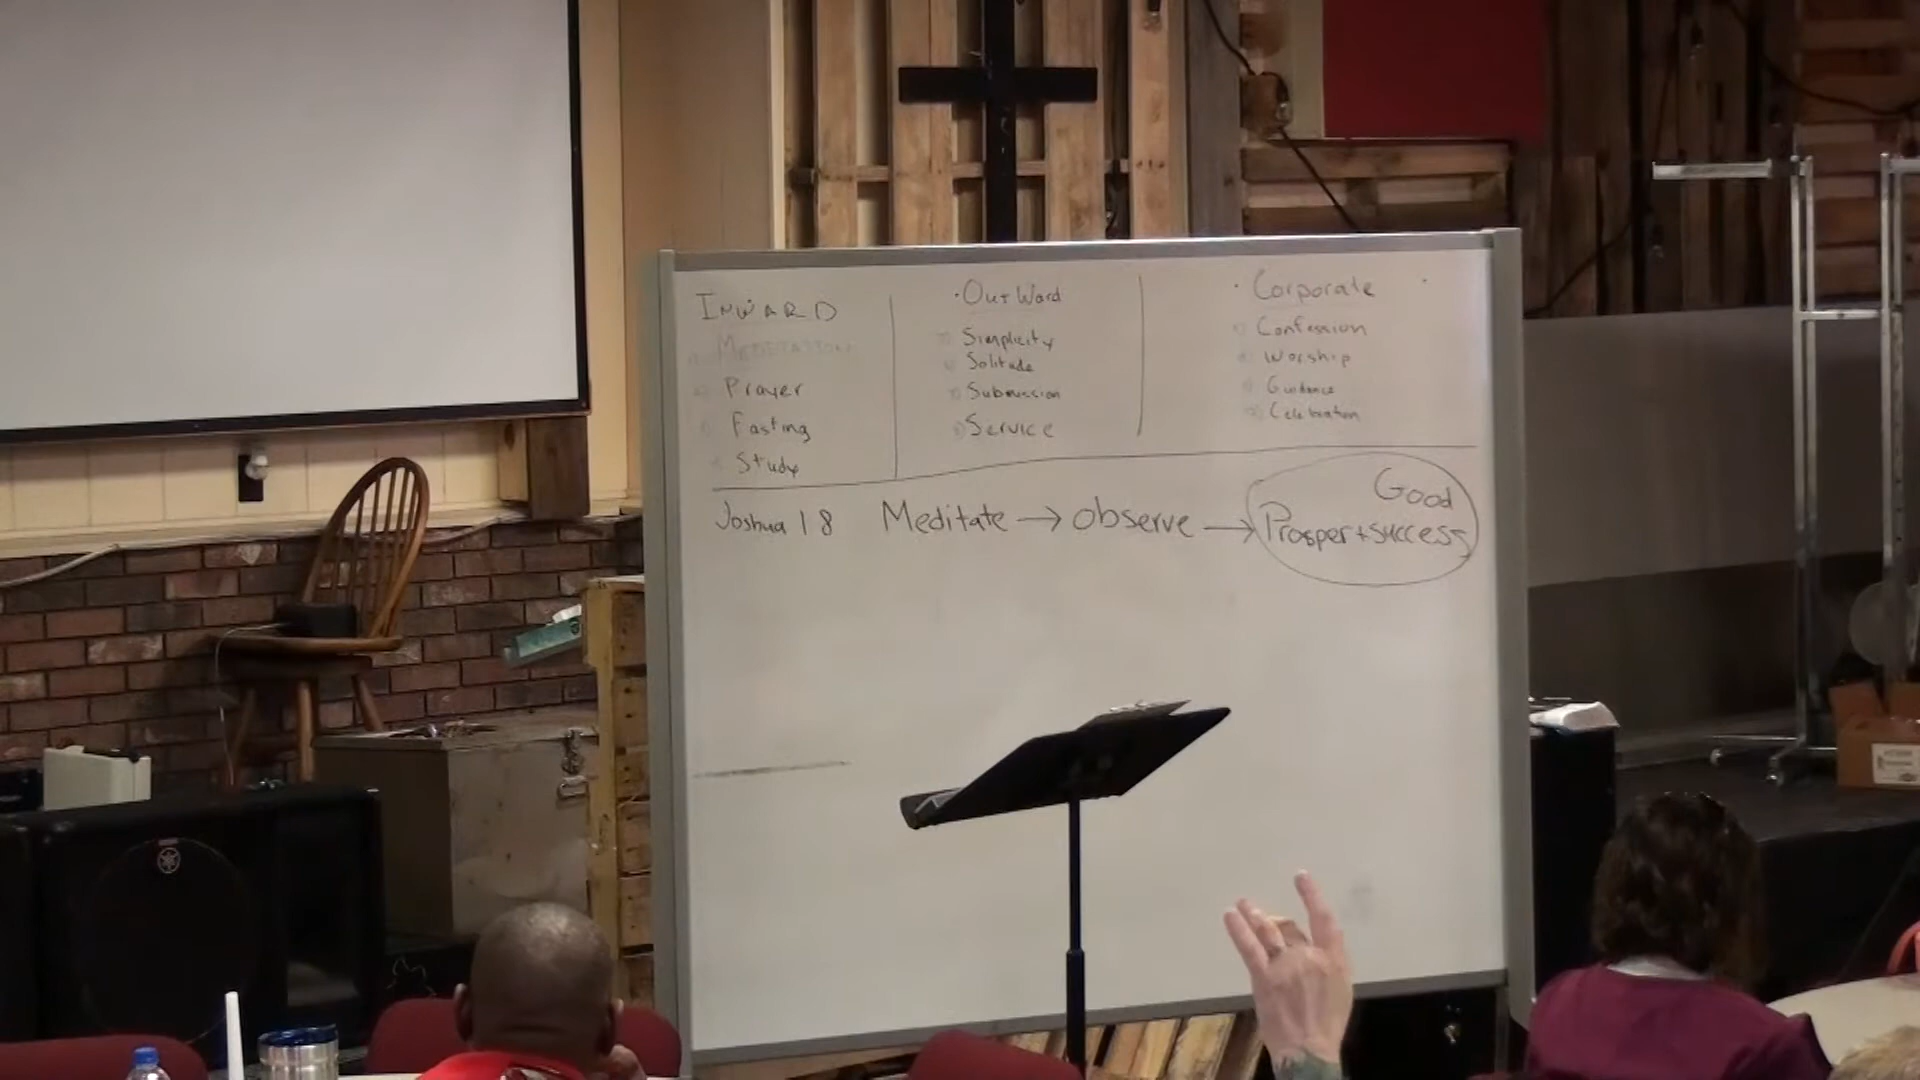 INWARD
MEDITATION
Prayer
Fasting
Study
OutWard
Simplicity
Solitude
Submission
Service
Corporate
Confession
Worship
Guidance
Celebration
Joshua 1 8 Meditate → observe → Good
Prosper + success